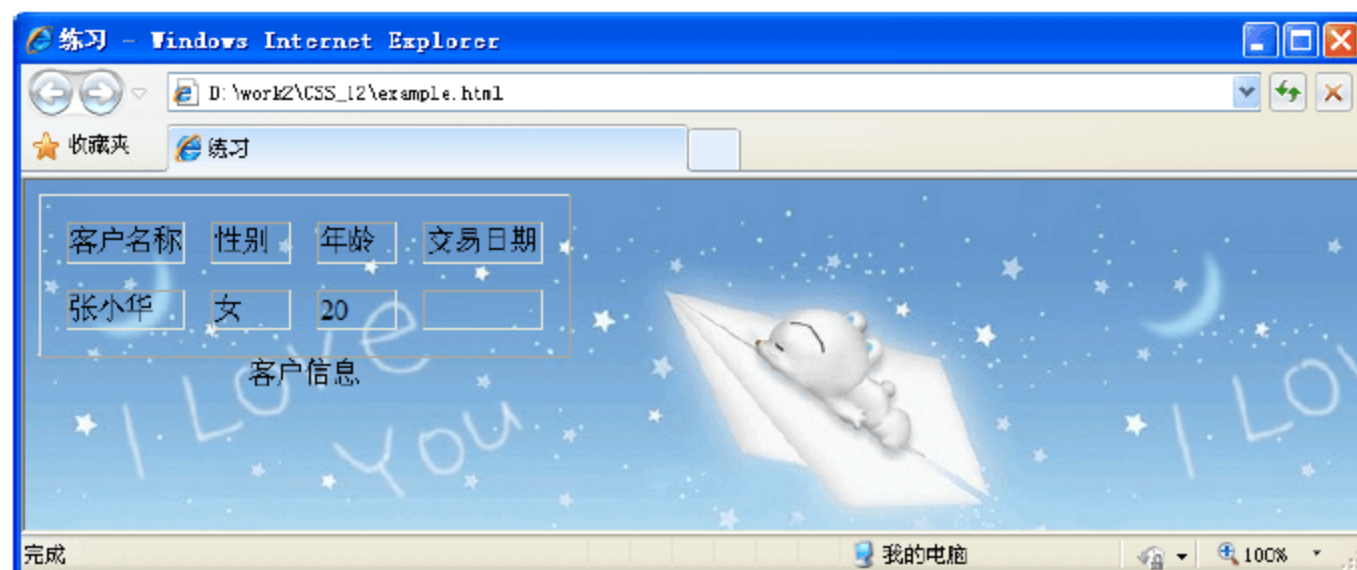 练习 - Windows Internet Explorer
D:\work2\CSS_12\example.html
收藏夹 练习
客户名称 性别 年龄 交易日期
张小华 女 20
客户信息
I LOVE
YOU
I LOV
完成 我的电脑 100%